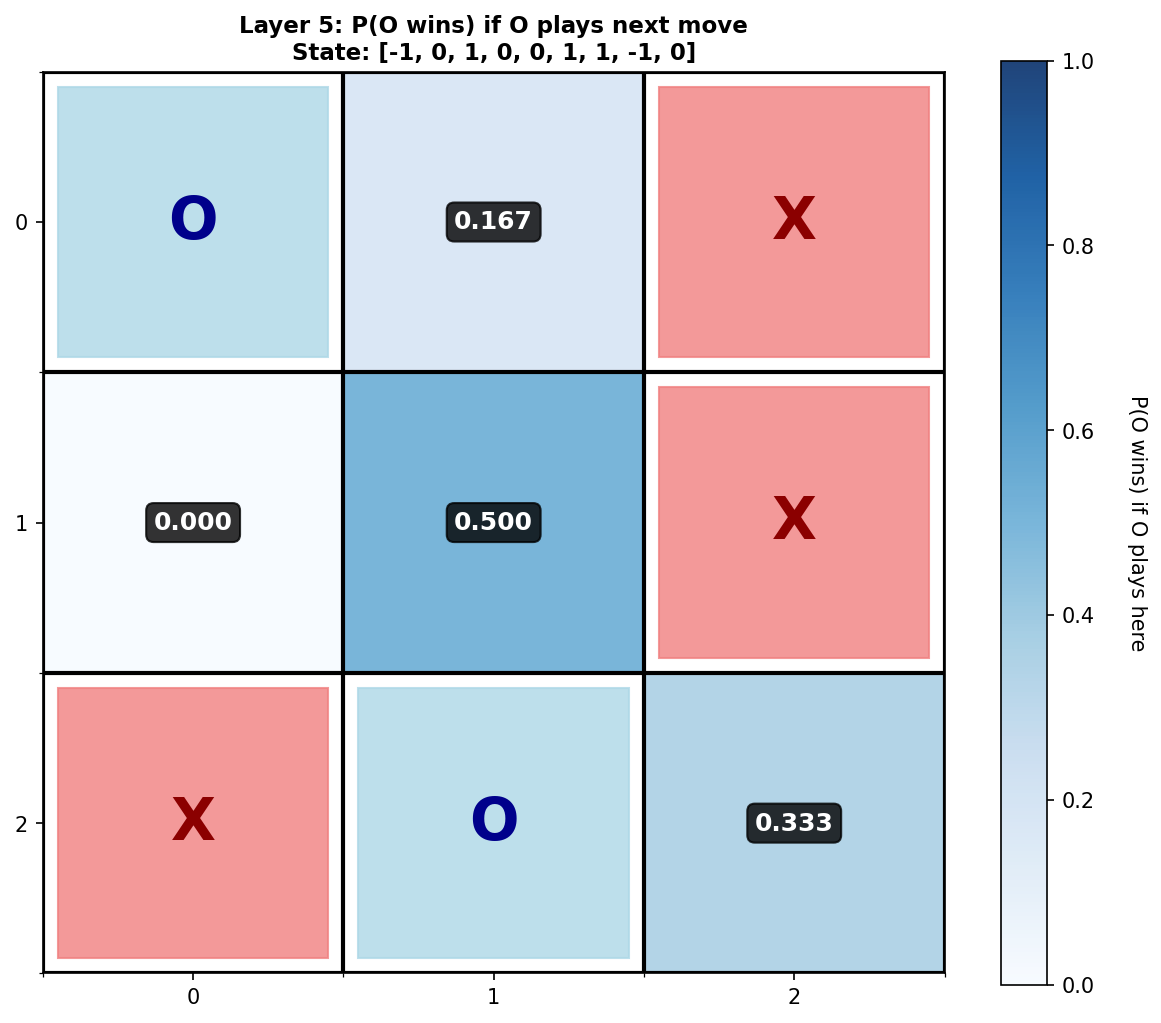 Layer 5: P(O wins) if O plays next move
State: [-1, 0, 1, 0, 0, 1, 1, -1, 0]
0
O
0.167
X
1
0.000
0.500
X
2
X
O
0.333
0
1
2
1.0
0.8
0.6
0.4
0.2
0.0
P(O wins) if O plays here